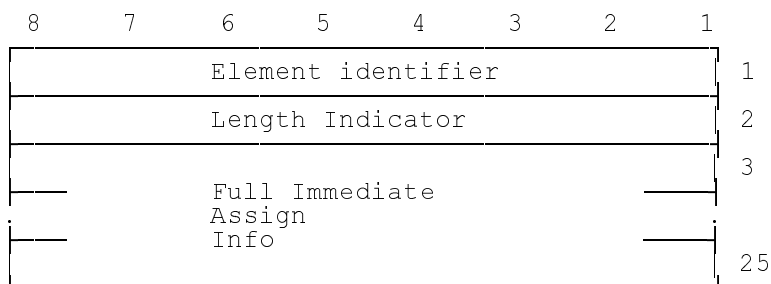 8 7 6 5 4 3 2 1
Element identifier 1
Length Indicator 2
3
Full Immediate
Assign
Info
25